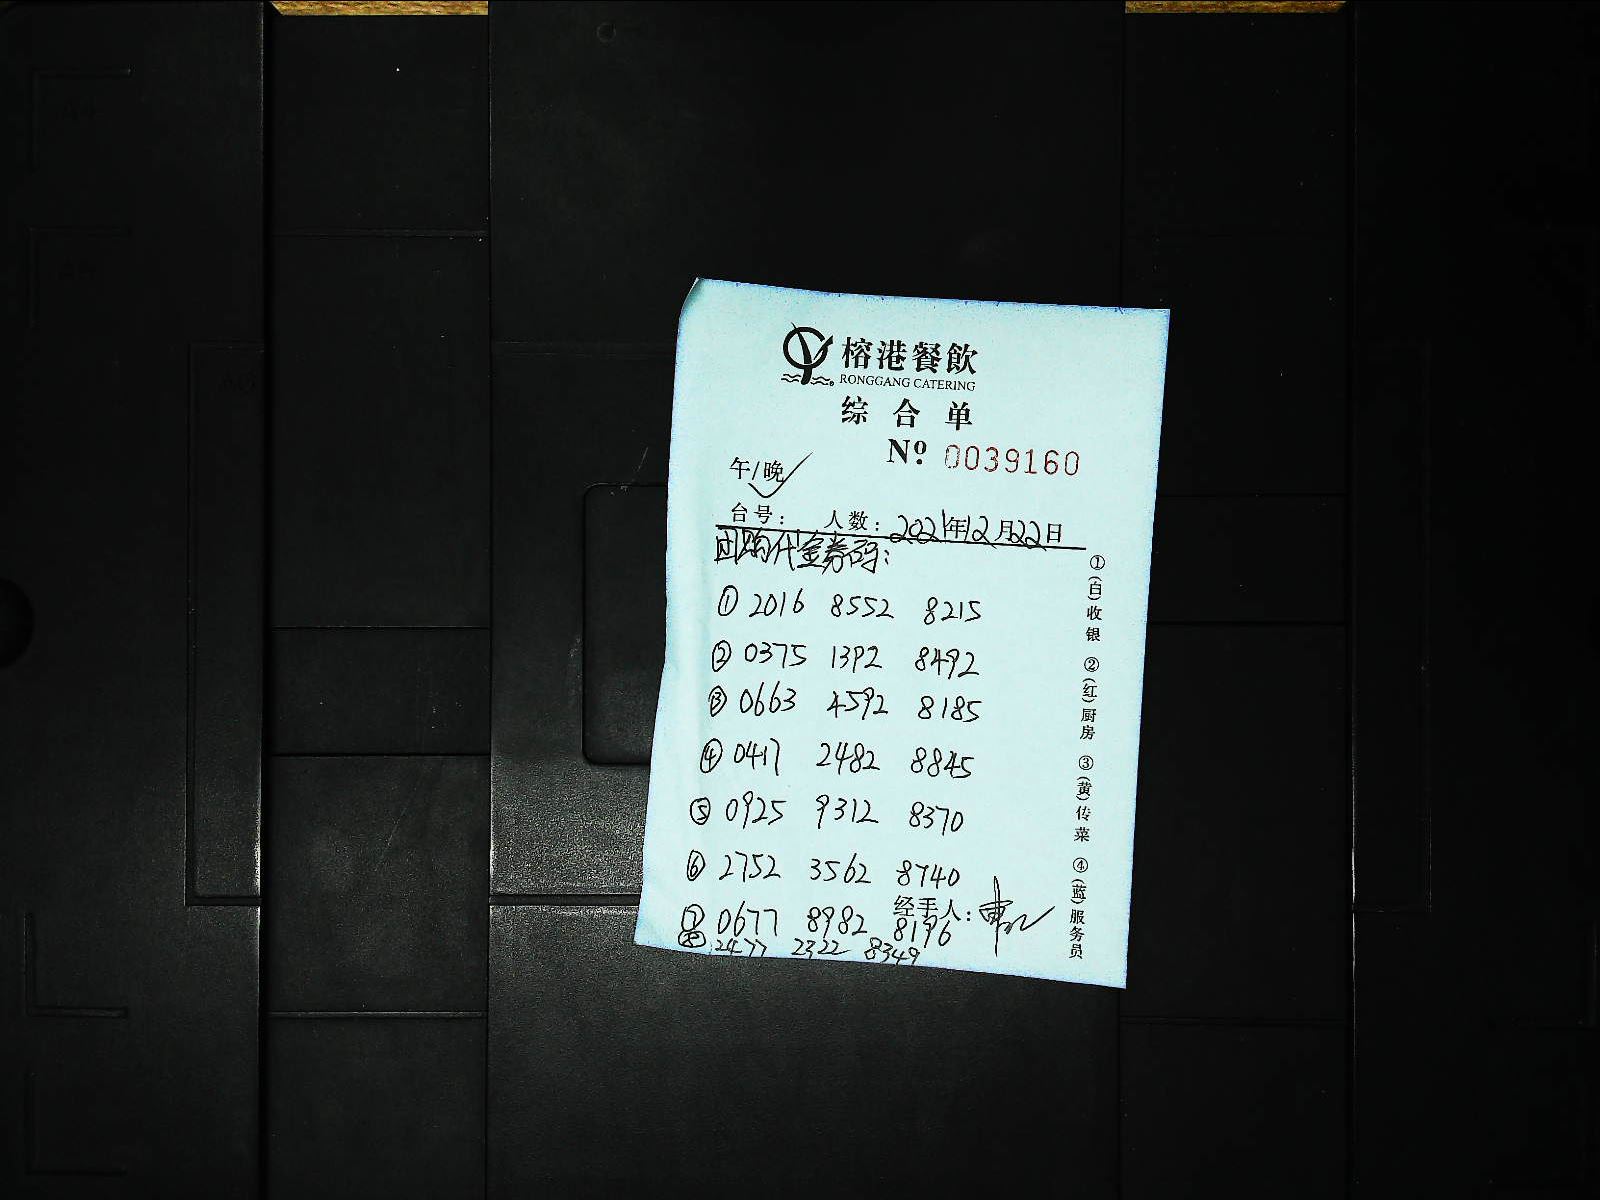 榕港餐飲
RONGGANG CATERING
综合单
Nº 0039160
午/晚
台号： 人数： 2021年12月22日
团购代金券码：
① 2016 8552 8215
② 0375 1392 8492
③ 0663 4592 8185
④ 0417 2482 8845
⑤ 0925 9312 8370
⑥ 2752 3562 8740
经手人：
⑦ 0677 8982 8196
⑧ 2477 2322 8349
①(白)收银 ②(红)厨房 ③(黄)传菜 ④(蓝)服务员